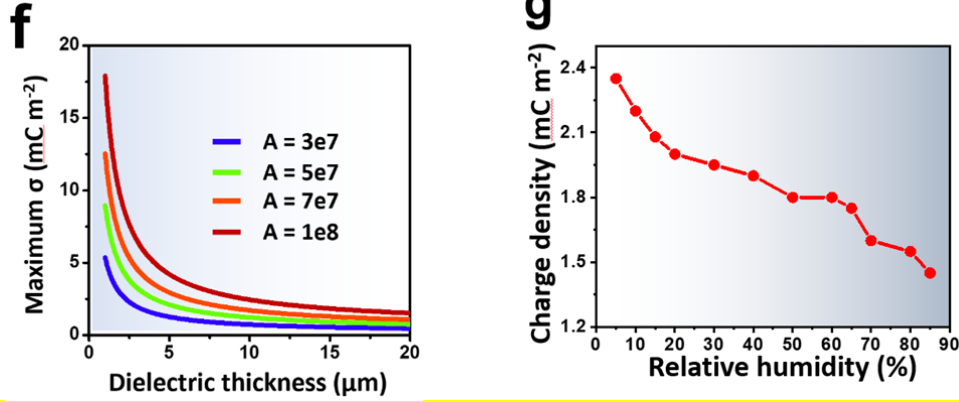 f
20
15
10
5
0
0 5 10 15 20
Maximum σ (mC m⁻²)
Dielectric thickness (μm)
A = 3e7
A = 5e7
A = 7e7
A = 1e8
g
2.4
2.1
1.8
1.5
1.2
0 10 20 30 40 50 60 70 80 90
Charge density (mC m⁻²)
Relative humidity (%)